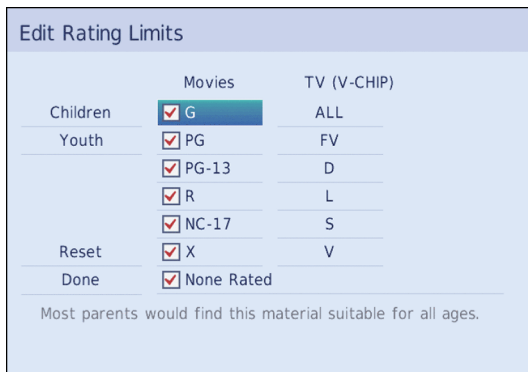 Edit Rating Limits
Movies TV (V-CHIP)
Children G ALL
Youth PG FV
PG-13 D
R L
NC-17 S
Reset X V
Done None Rated
Most parents would find this material suitable for all ages.